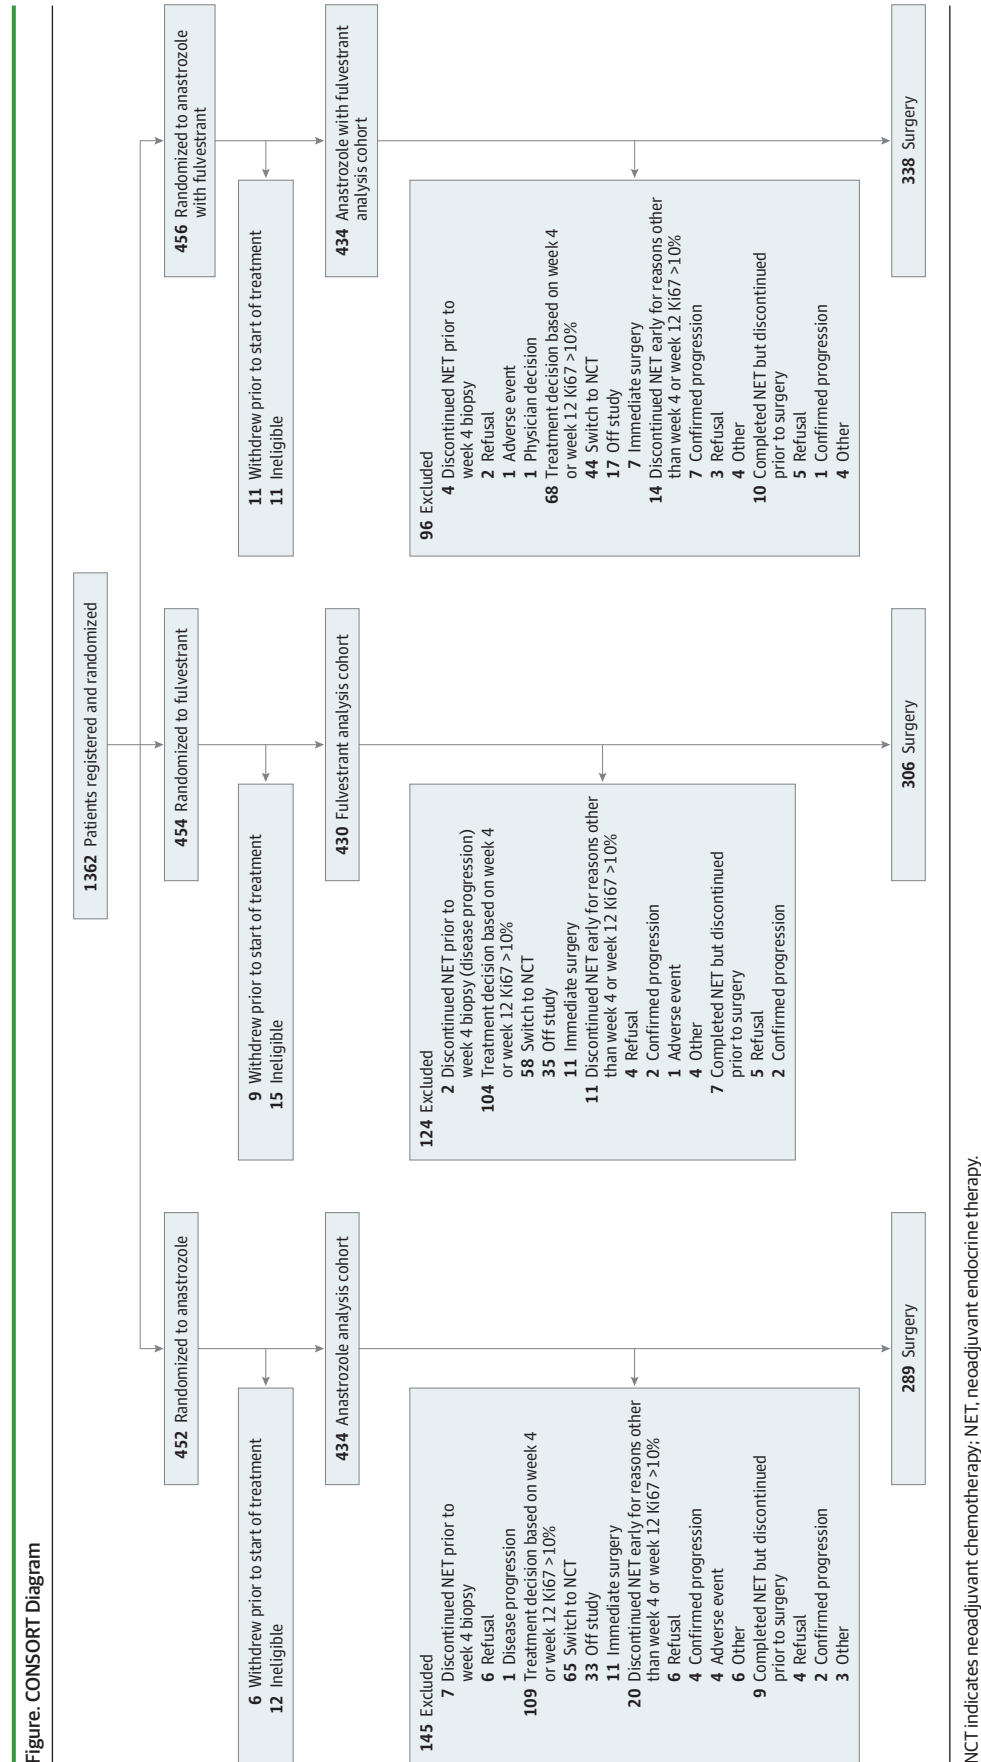 Figure. CONSORT Diagram
1362 Patients registered and randomized
452 Randomized to anastrozole
6 Withdrew prior to start of treatment
12 Ineligible
434 Anastrozole analysis cohort
145 Excluded
7 Discontinued NET prior to
week 4 biopsy
6 Refusal
1 Disease progression
109 Treatment decision based on week 4
or week 12 Ki67 >10%
65 Switch to NCT
33 Off study
11 Immediate surgery
20 Discontinued NET early for reasons other
than week 4 or week 12 Ki67 >10%
6 Refusal
4 Confirmed progression
4 Adverse event
6 Other
9 Completed NET but discontinued
prior to surgery
4 Refusal
2 Confirmed progression
3 Other
289 Surgery
454 Randomized to fulvestrant
9 Withdrew prior to start of treatment
15 Ineligible
430 Fulvestrant analysis cohort
124 Excluded
2 Discontinued NET prior to
week 4 biopsy (disease progression)
104 Treatment decision based on week 4
or week 12 Ki67 >10%
58 Switch to NCT
35 Off study
11 Immediate surgery
11 Discontinued NET early for reasons other
than week 4 or week 12 Ki67 >10%
4 Refusal
2 Confirmed progression
1 Adverse event
4 Other
7 Completed NET but discontinued
prior to surgery
5 Refusal
2 Confirmed progression
306 Surgery
456 Randomized to anastrozole
with fulvestrant
11 Withdrew prior to start of treatment
11 Ineligible
434 Anastrozole with fulvestrant
analysis cohort
96 Excluded
4 Discontinued NET prior to
week 4 biopsy
2 Refusal
1 Adverse event
1 Physician decision
68 Treatment decision based on week 4
or week 12 Ki67 >10%
44 Switch to NCT
17 Off study
7 Immediate surgery
14 Discontinued NET early for reasons other
than week 4 or week 12 Ki67 >10%
7 Confirmed progression
3 Refusal
4 Other
10 Completed NET but discontinued
prior to surgery
5 Refusal
1 Confirmed progression
4 Other
338 Surgery
NCT indicates neoadjuvant chemotherapy; NET, neoadjuvant endocrine therapy.